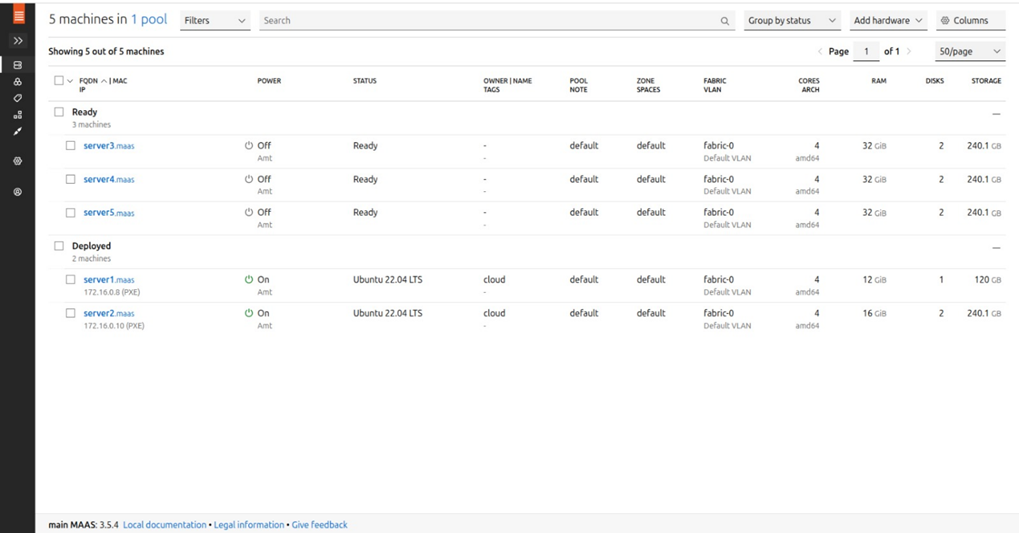 5 machines in 1 pool Filters Search Group by status Add hardware Columns
Showing 5 out of 5 machines Page 1 of 1 50/page
FQDN | MAC POWER STATUS OWNER | NAME POOL ZONE FABRIC CORES RAM DISKS STORAGE
IP TAGS NOTE SPACES VLAN ARCH
Ready
3 machines
server3.maas Off Ready - default default fabric-0 4 32 GiB 2 240.1 GB
Amt - Default VLAN amd64
server4.maas Off Ready - default default fabric-0 4 32 GiB 2 240.1 GB
Amt - Default VLAN amd64
server5.maas Off Ready - default default fabric-0 4 32 GiB 2 240.1 GB
Amt - Default VLAN amd64
Deployed
2 machines
server1.maas On Ubuntu 22.04 LTS cloud default default fabric-0 4 12 GiB 1 120 GB
172.16.0.8 (PXE) Amt - Default VLAN amd64
server2.maas On Ubuntu 22.04 LTS cloud default default fabric-0 4 16 GiB 2 240.1 GB
172.16.0.10 (PXE) Amt - Default VLAN amd64
main MAAS: 3.5.4 Local documentation • Legal information • Give feedback